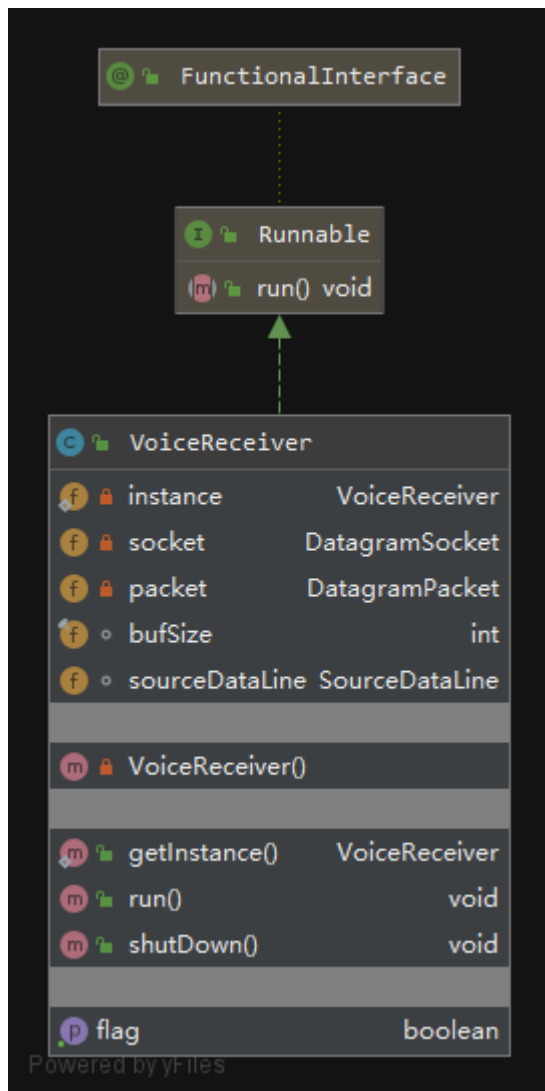 FunctionalInterface
Runnable
run() void
VoiceReceiver
instance VoiceReceiver
socket DatagramSocket
packet DatagramPacket
bufSize int
sourceDataLine SourceDataLine
VoiceReceiver()
getInstance() VoiceReceiver
run() void
shutDown() void
flag boolean
Powered by yFiles